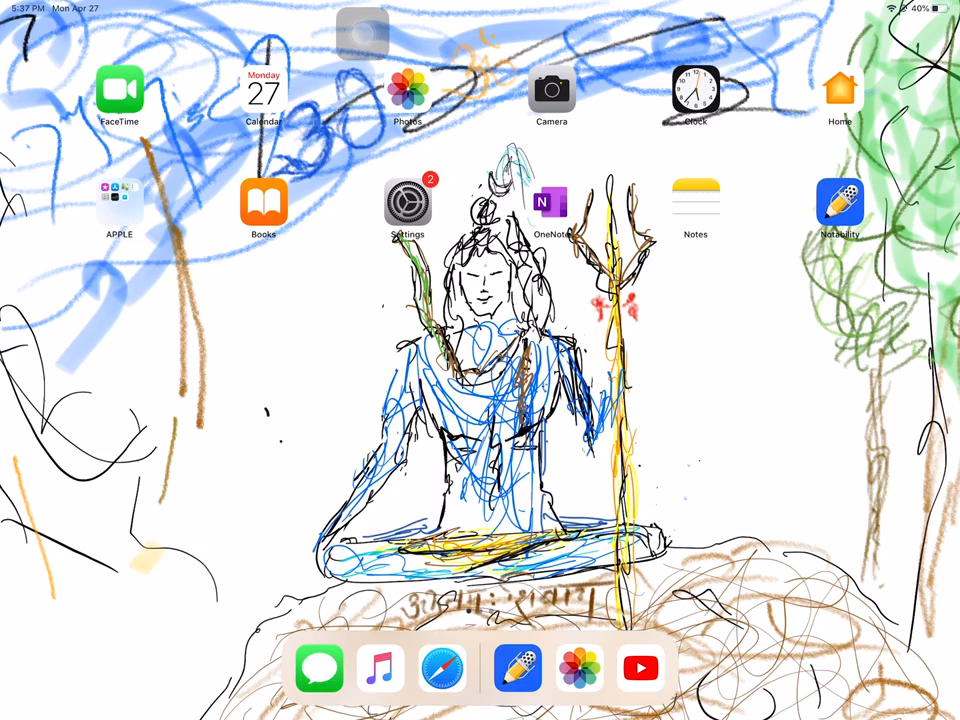 5:37 PM Mon Apr 27 40%
Monday
27
FaceTime Calendar Photos Camera Clock Home
2
N
APPLE Books Settings OneNote Notes Notability